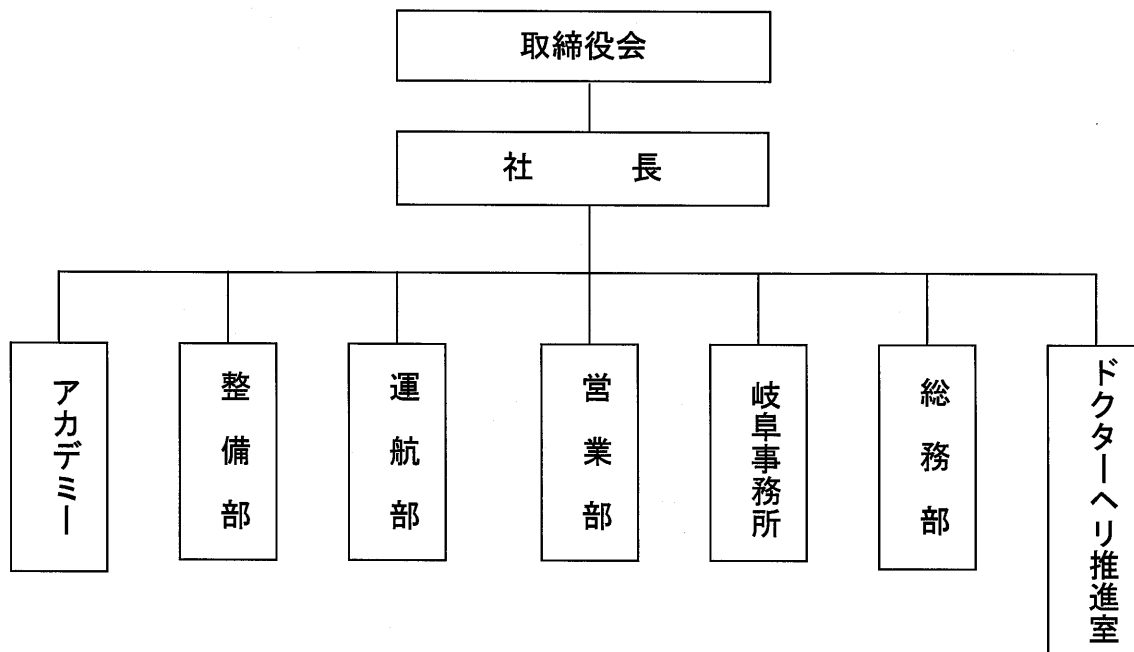 取締役会
社長
アカデミー
整備部
運航部
営業部
岐阜事務所
総務部
ドクターヘリ推進室